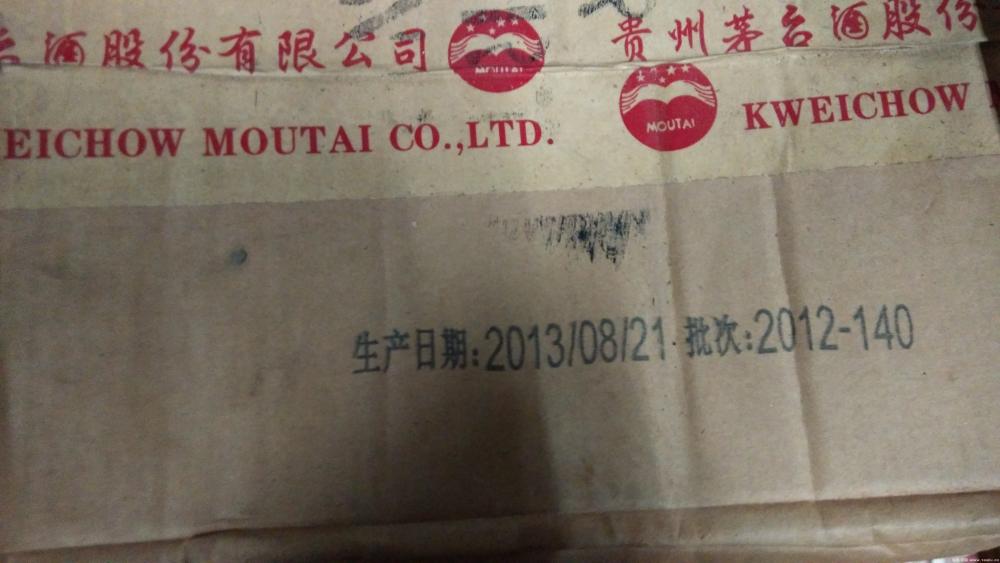 台酒股份有限公司 MOUTAI 贵州茅台酒股份
EICHOW MOUTAI CO.,LTD. MOUTAI KWEICHOW
生产日期:2013/08/21 批次:2012-140